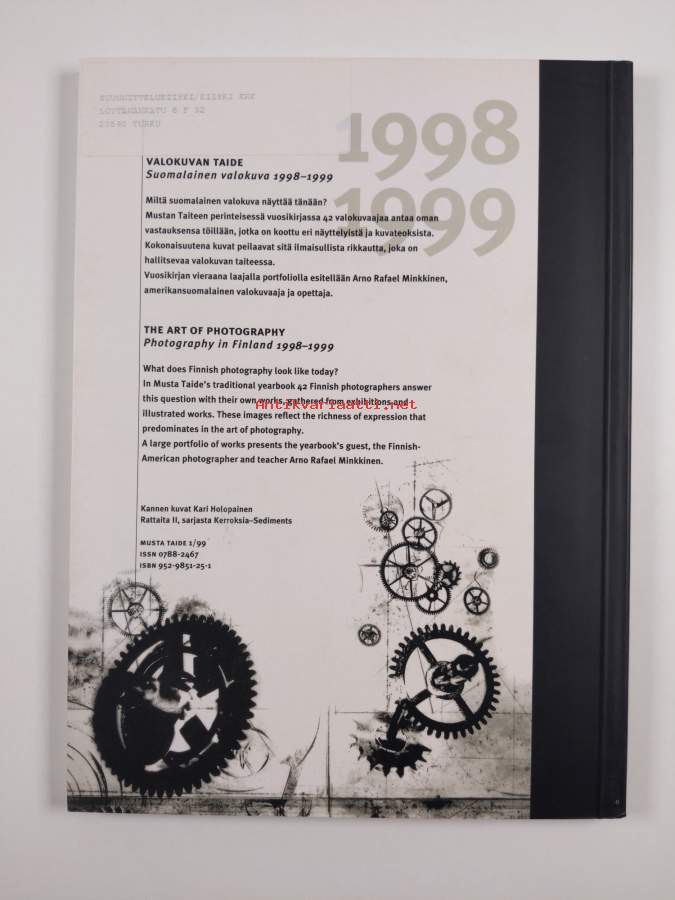 LOTTANKATU 6 F 32
TURKU
1998
1999
VALOKUVAN TAIDE
Suomalainen valokuva 1998–1999
Miltä suomalainen valokuva näyttää tänään?
Mustan Taiteen perinteisessä vuosikirjassa 42 valokuvaajaa antaa oman
vastauksensa töillään, jotka on koottu eri näyttelyistä ja kuvateoksista.
Kokonaisuutena kuvat peilaavat sitä ilmaisullista rikkautta, joka on
hallitsevaa valokuvan taiteessa.
Vuosikirjan vieraana laajalla portfoliolla esitellään Arno Rafael Minkkinen,
amerikansuomalainen valokuvaaja ja opettaja.
THE ART OF PHOTOGRAPHY
Photography in Finland 1998–1999
What does Finnish photography look like today?
In Musta Taide's traditional yearbook 42 Finnish photographers answer
this question with their own works, gathered from exhibitions and
illustrated works. These images reflect the richness of expression that
predominates in the art of photography.
A large portfolio of works presents the yearbook's guest, the Finnish-
American photographer and teacher Arno Rafael Minkkinen.
Antikvariaatti.net
Kannen kuvat Kari Holopainen
Rattaita II, sarjasta Kerroksia–Sediments
MUSTA TAIDE 1/99
ISSN 0788-2467
ISBN 952-9851-25-1